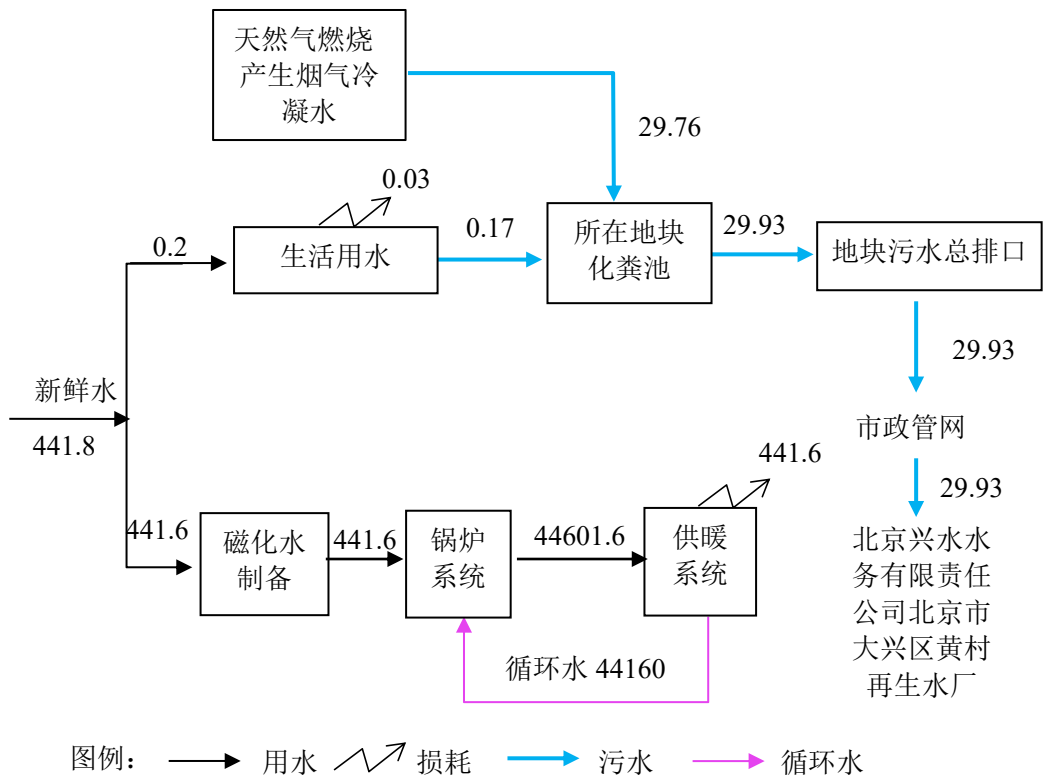 天然气燃烧
产生烟气冷
凝水
29.76
0.03
0.2
生活用水
0.17
所在地块
化粪池
29.93
地块污水总排口
29.93
新鲜水
441.8
市政管网
29.93
441.6
441.6
磁化水
制备
441.6
锅炉
系统
44601.6
供暖
系统
循环水 44160
北京兴水水
务有限责任
公司北京市
大兴区黄村
再生水厂
图例： 用水 损耗 污水 循环水